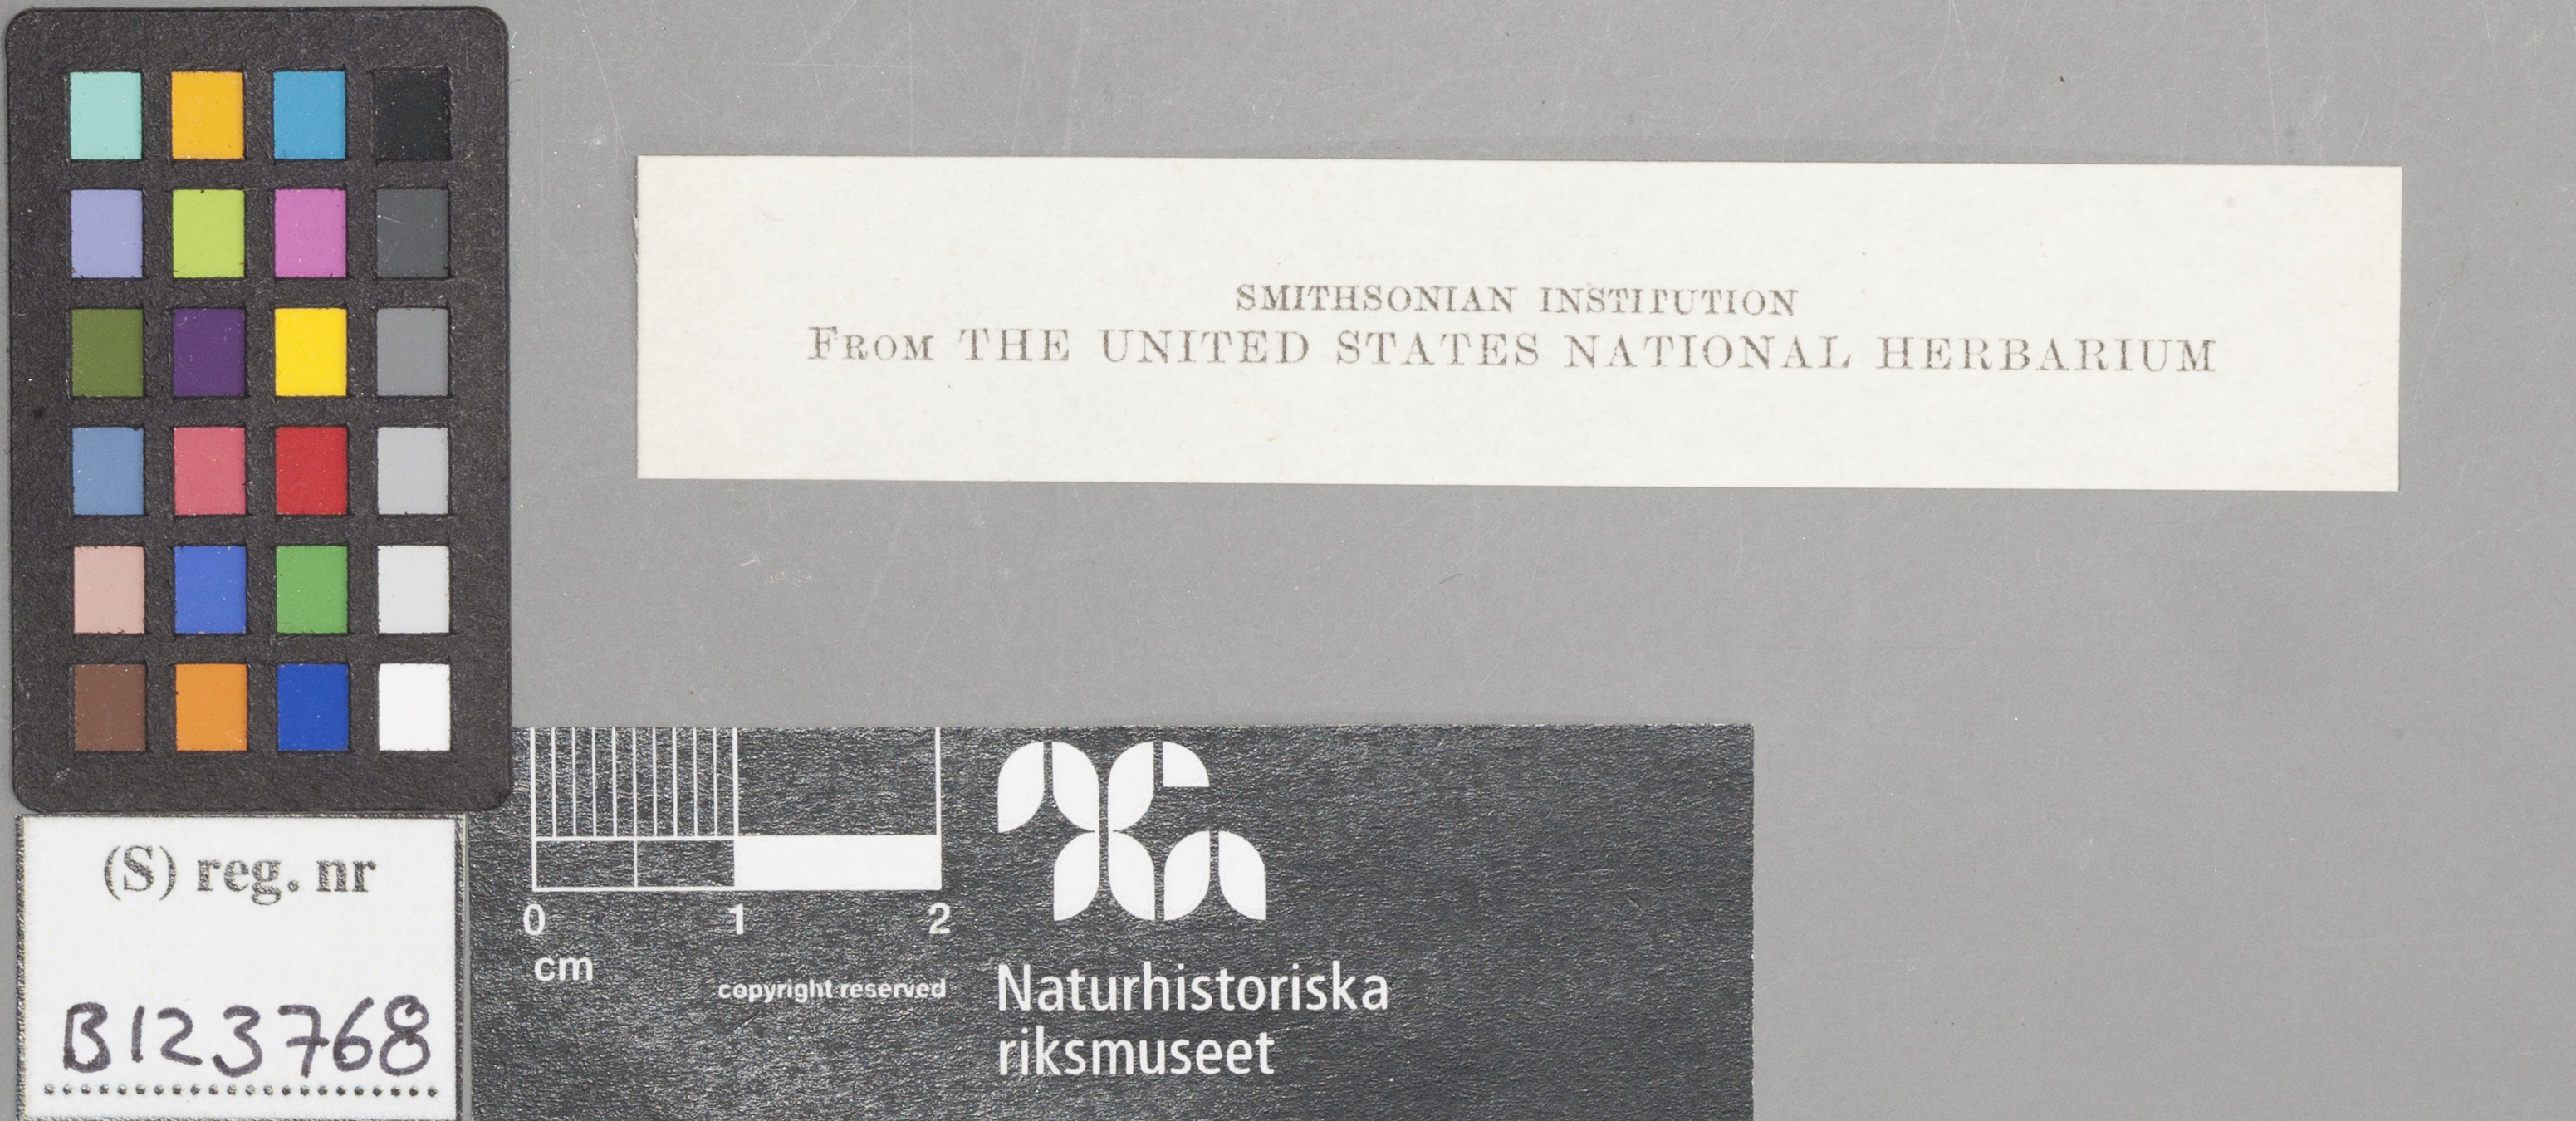 SMITHSONIAN INSTITUTION
FROM THE UNITED STATES NATIONAL HERBARIUM
0 1 2
cm
copyright reserved
Naturhistoriska
riksmuseet
(S) reg. nr
B123768